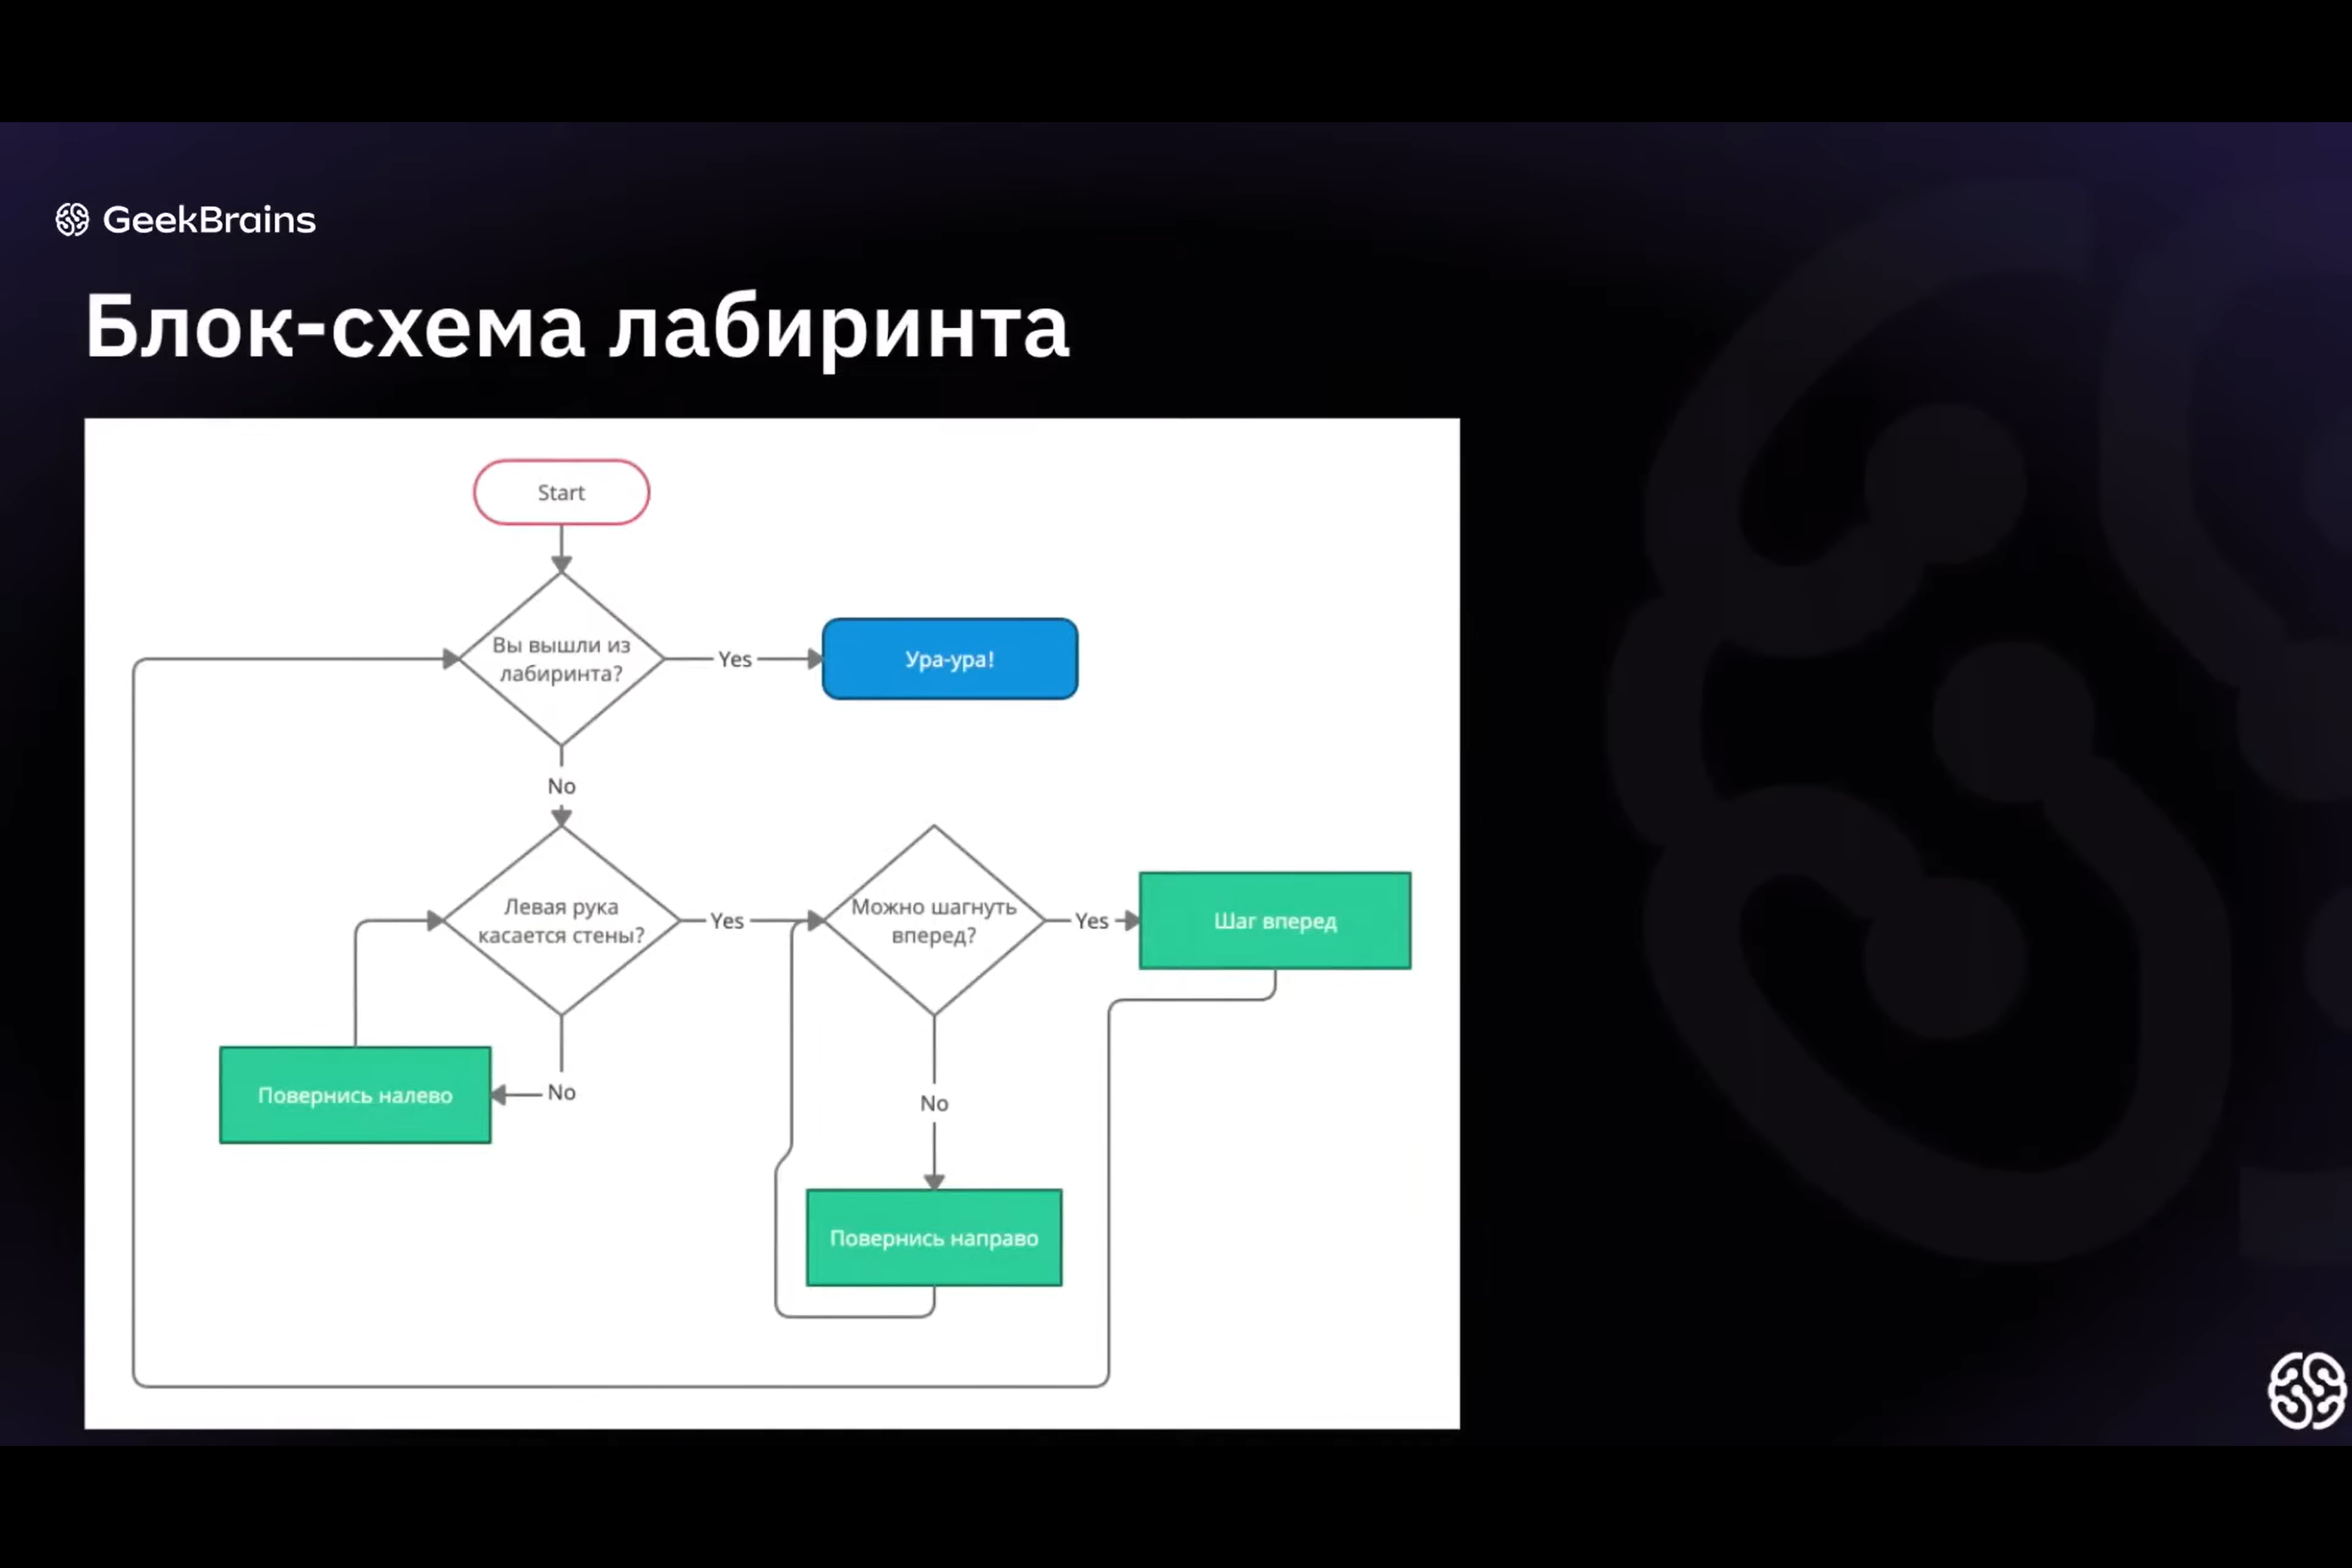 GeekBrains
Блок-схема лабиринта
Start
Вы вышли из
лабиринта?
Yes
Ура-ура!
No
Левая рука
касается стены?
Yes
Можно шагнуть
вперед?
Yes
Шаг вперед
No
Повернись налево
No
Повернись направо